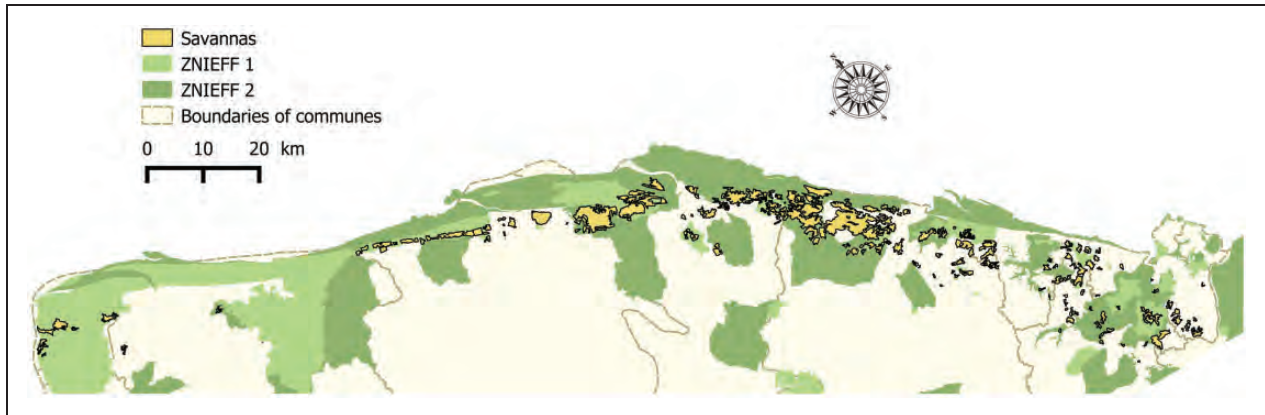 Savannas
ZNIEFF 1
ZNIEFF 2
Boundaries of communes
0 10 20 km
N
E
W
S